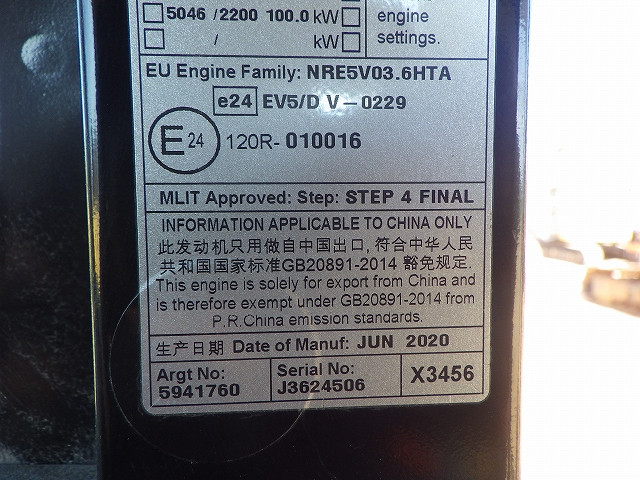 5046 /2200 100.0 kW
/ kW
engine
settings.
EU Engine Family: NRE5V03.6HTA
e24 EV5/D V-0229
E24 120R- 010016
MLIT Approved: Step: STEP 4 FINAL
INFORMATION APPLICABLE TO CHINA ONLY
此发动机只用做自中国出口, 符合中华人民
共和国国家标准GB20891-2014 豁免规定.
This engine is solely for export from China and
is therefore exempt under GB20891-2014 from
P.R.China emission standards.
生产日期 Date of Manuf: JUN 2020
Argt No:
5941760
Serial No:
J3624506
X3456